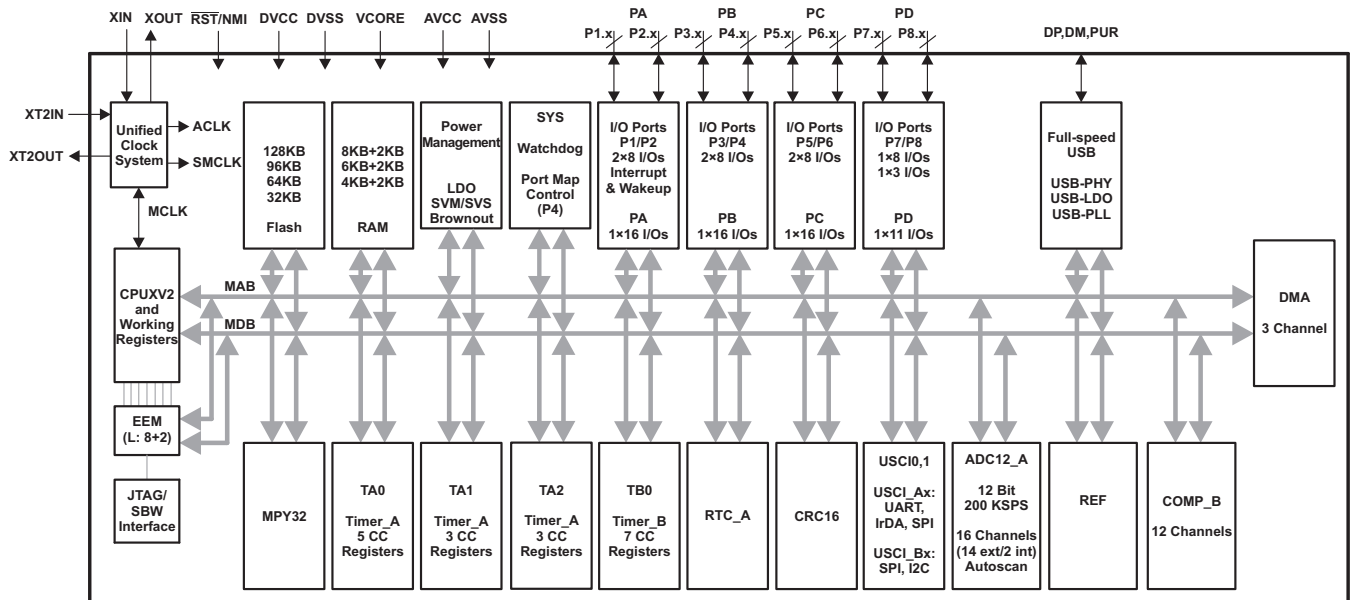 XIN
XOUT
RST/NMI
DVCC
DVSS
VCORE
AVCC
AVSS
PA
P1.x
P2.x
PB
P3.x
P4.x
PC
P5.x
P6.x
PD
P7.x
P8.x
DP,DM,PUR
XT2IN
XT2OUT
Unified
Clock
System
ACLK
SMCLK
MCLK
128KB
96KB
64KB
32KB
Flash
8KB+2KB
6KB+2KB
4KB+2KB
RAM
Power
Management
LDO
SVM/SVS
Brownout
SYS
Watchdog
Port Map
Control
(P4)
I/O Ports
P1/P2
2×8 I/Os
Interrupt
& Wakeup
PA
1×16 I/Os
I/O Ports
P3/P4
2×8 I/Os
PB
1×16 I/Os
I/O Ports
P5/P6
2×8 I/Os
PC
1×16 I/Os
I/O Ports
P7/P8
1×8 I/Os
1×3 I/Os
PD
1×11 I/Os
Full-speed
USB
USB-PHY
USB-LDO
USB-PLL
CPUXV2
and
Working
Registers
MAB
MDB
DMA
3 Channel
EEM
(L: 8+2)
JTAG/
SBW
Interface
MPY32
TA0
Timer_A
5 CC
Registers
TA1
Timer_A
3 CC
Registers
TA2
Timer_A
3 CC
Registers
TB0
Timer_B
7 CC
Registers
RTC_A
CRC16
USCI0,1
USCI_Ax:
UART,
IrDA, SPI
USCI_Bx:
SPI, I2C
ADC12_A
12 Bit
200 KSPS
16 Channels
(14 ext/2 int)
Autoscan
REF
COMP_B
12 Channels